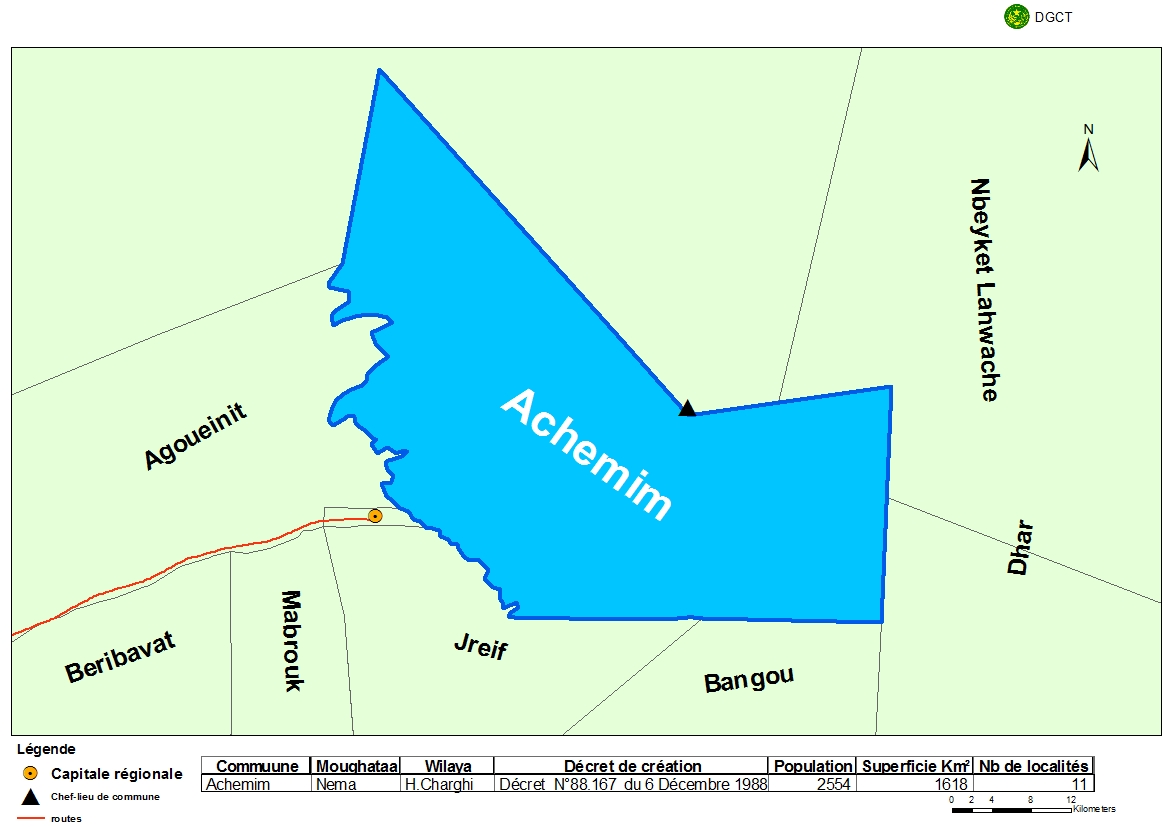 DGCT
N
Nbeyket Lahwache
Agoueinit
Achemim
Dhar
Mabrouk
Beribavat
Jreif
Bangou
Légende
Capitale régionale
Chef-lieu de commune
routes
Commuune Moughataa Wilaya Décret de création Population Superficie Km² Nb de localités
Achemim Nema H.Charghi Décret N°88.167 du 6 Décembre 1988 2554 1618 11
0 2 4 8 12
Kilometers